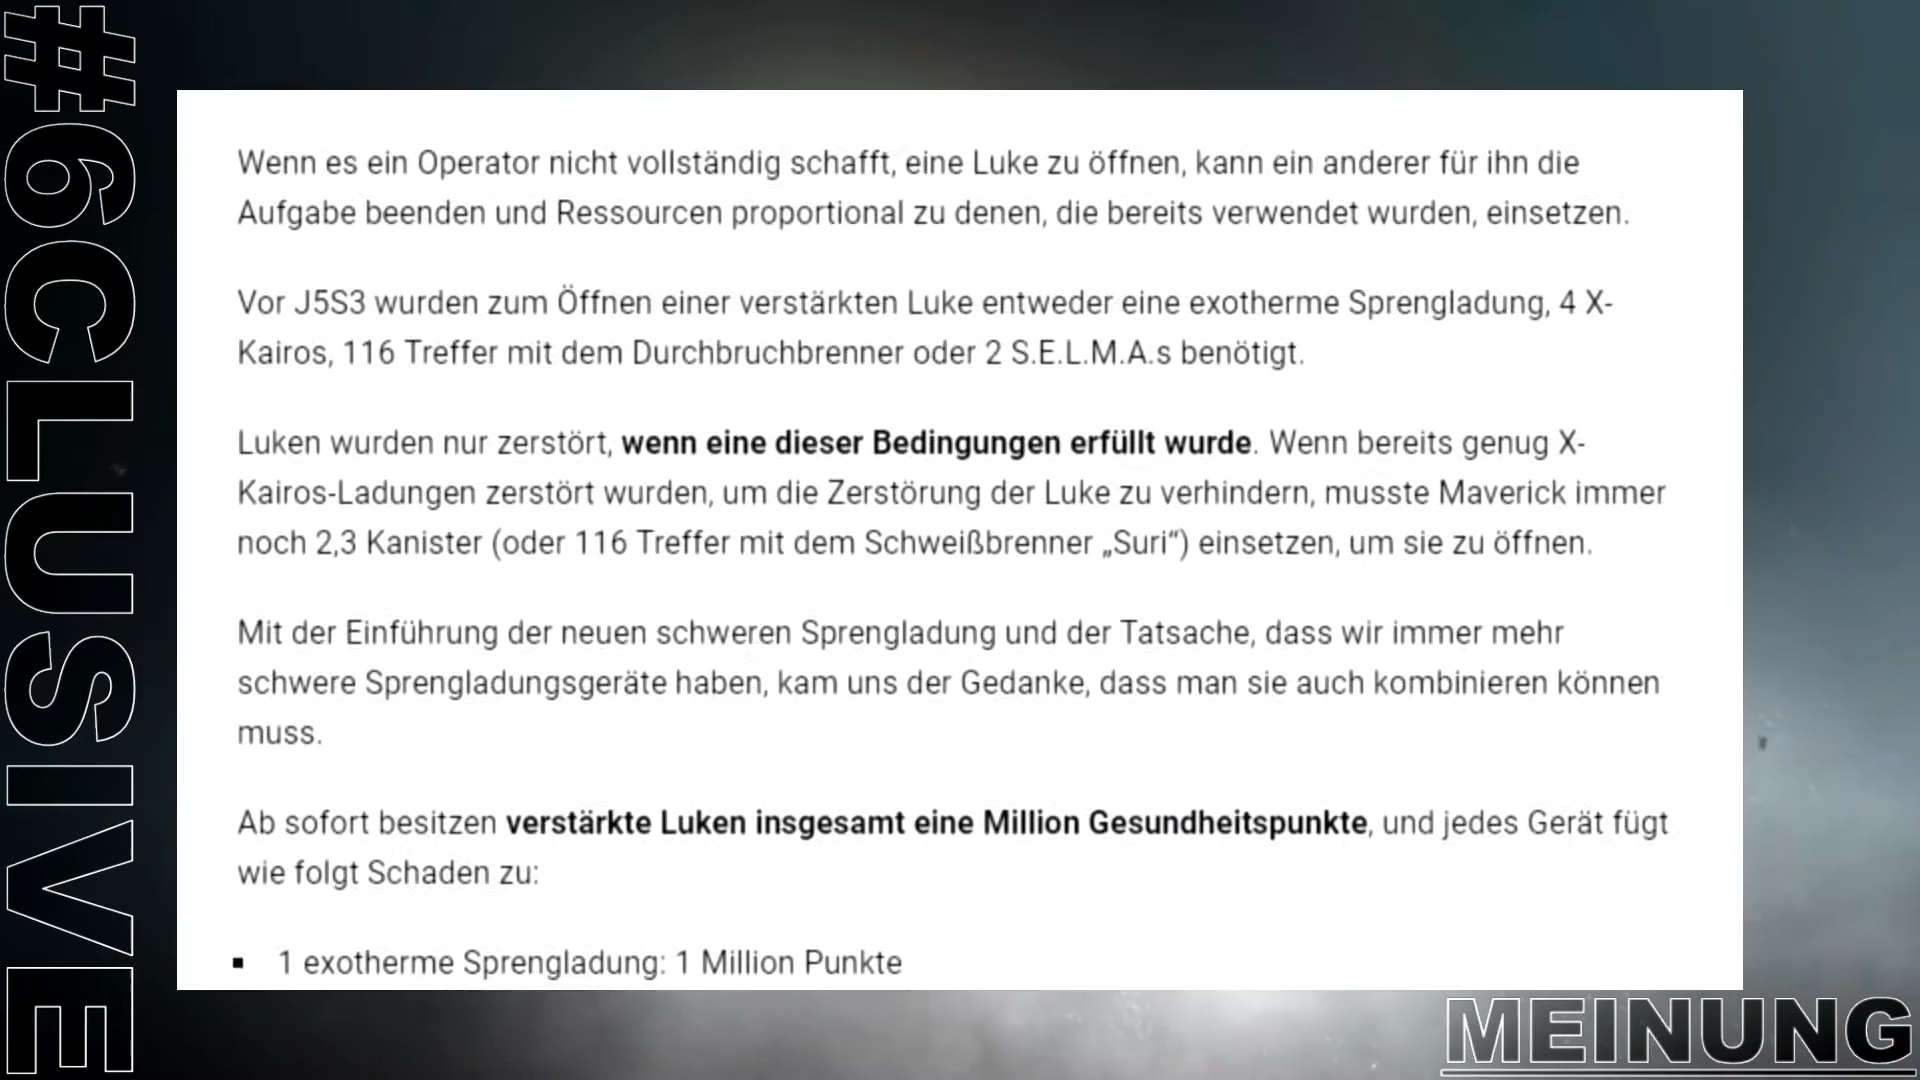 #6CLUSIVE
Wenn es ein Operator nicht vollständig schafft, eine Luke zu öffnen, kann ein anderer für ihn die
Aufgabe beenden und Ressourcen proportional zu denen, die bereits verwendet wurden, einsetzen.
Vor J5S3 wurden zum Öffnen einer verstärkten Luke entweder eine exotherme Sprengladung, 4 X-
Kairos, 116 Treffer mit dem Durchbruchbrenner oder 2 S.E.L.M.A.s benötigt.
Luken wurden nur zerstört, wenn eine dieser Bedingungen erfüllt wurde. Wenn bereits genug X-
Kairos-Ladungen zerstört wurden, um die Zerstörung der Luke zu verhindern, musste Maverick immer
noch 2,3 Kanister (oder 116 Treffer mit dem Schweißbrenner „Suri“) einsetzen, um sie zu öffnen.
Mit der Einführung der neuen schweren Sprengladung und der Tatsache, dass wir immer mehr
schwere Sprengladungsgeräte haben, kam uns der Gedanke, dass man sie auch kombinieren können
muss.
Ab sofort besitzen verstärkte Luken insgesamt eine Million Gesundheitspunkte, und jedes Gerät fügt
wie folgt Schaden zu:
▪ 1 exotherme Sprengladung: 1 Million Punkte
MEINUNG